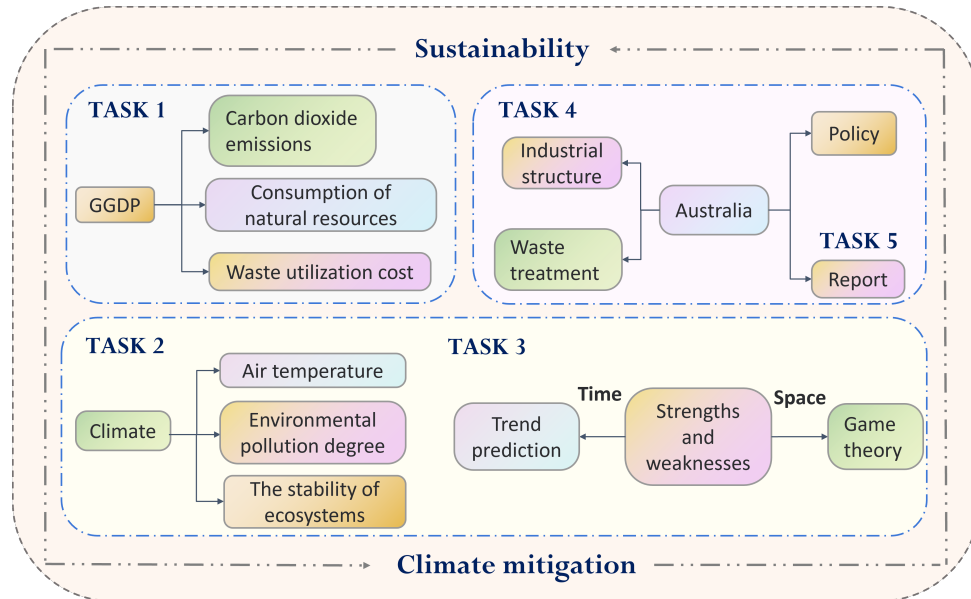 Sustainability
TASK 1
Carbon dioxide
emissions
GGDP
Consumption of
natural resources
Waste utilization cost
TASK 4
Industrial
structure
Policy
Australia
Waste
treatment
TASK 5
Report
TASK 2
Air temperature
Climate
Environmental
pollution degree
The stability of
ecosystems
TASK 3
Time
Space
Trend
prediction
Strengths
and
weaknesses
Game
theory
Climate mitigation